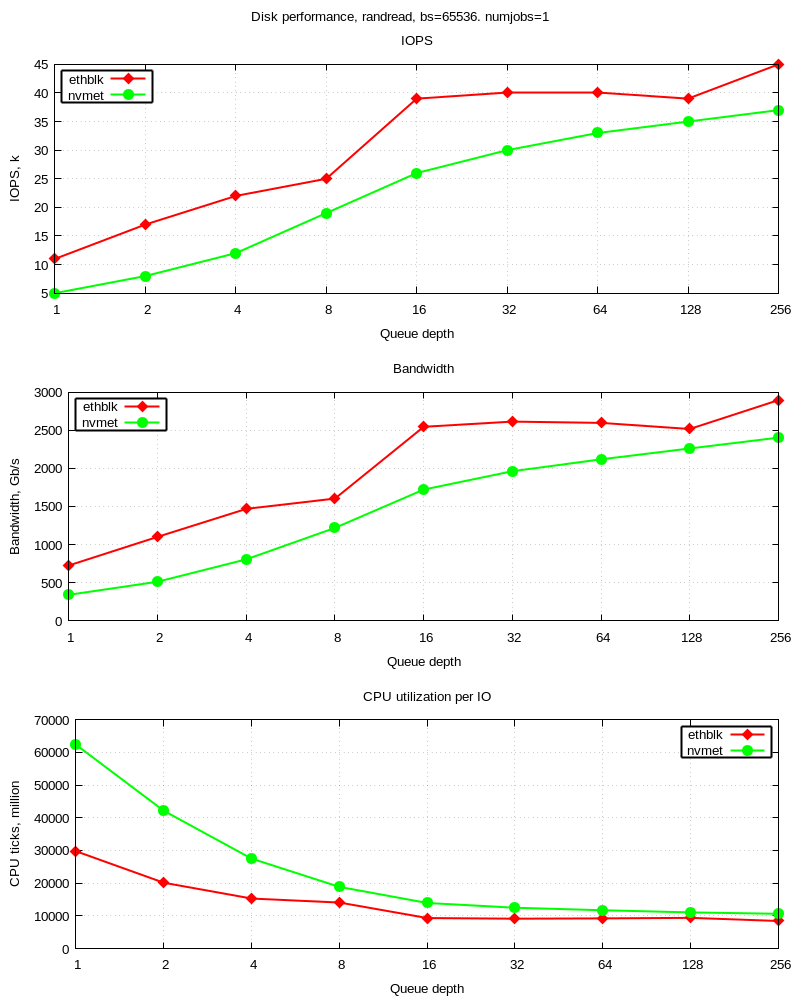 Disk performance, randread, bs=65536. numjobs=1
IOPS
45
40
35
30
25
20
15
10
5
IOPS, k
ethblk
nvmet
1 2 4 8 16 32 64 128 256
Queue depth
Bandwidth
3000
2500
2000
1500
1000
500
0
Bandwidth, Gb/s
ethblk
nvmet
1 2 4 8 16 32 64 128 256
Queue depth
CPU utilization per IO
70000
60000
50000
40000
30000
20000
10000
0
CPU ticks, million
ethblk
nvmet
1 2 4 8 16 32 64 128 256
Queue depth